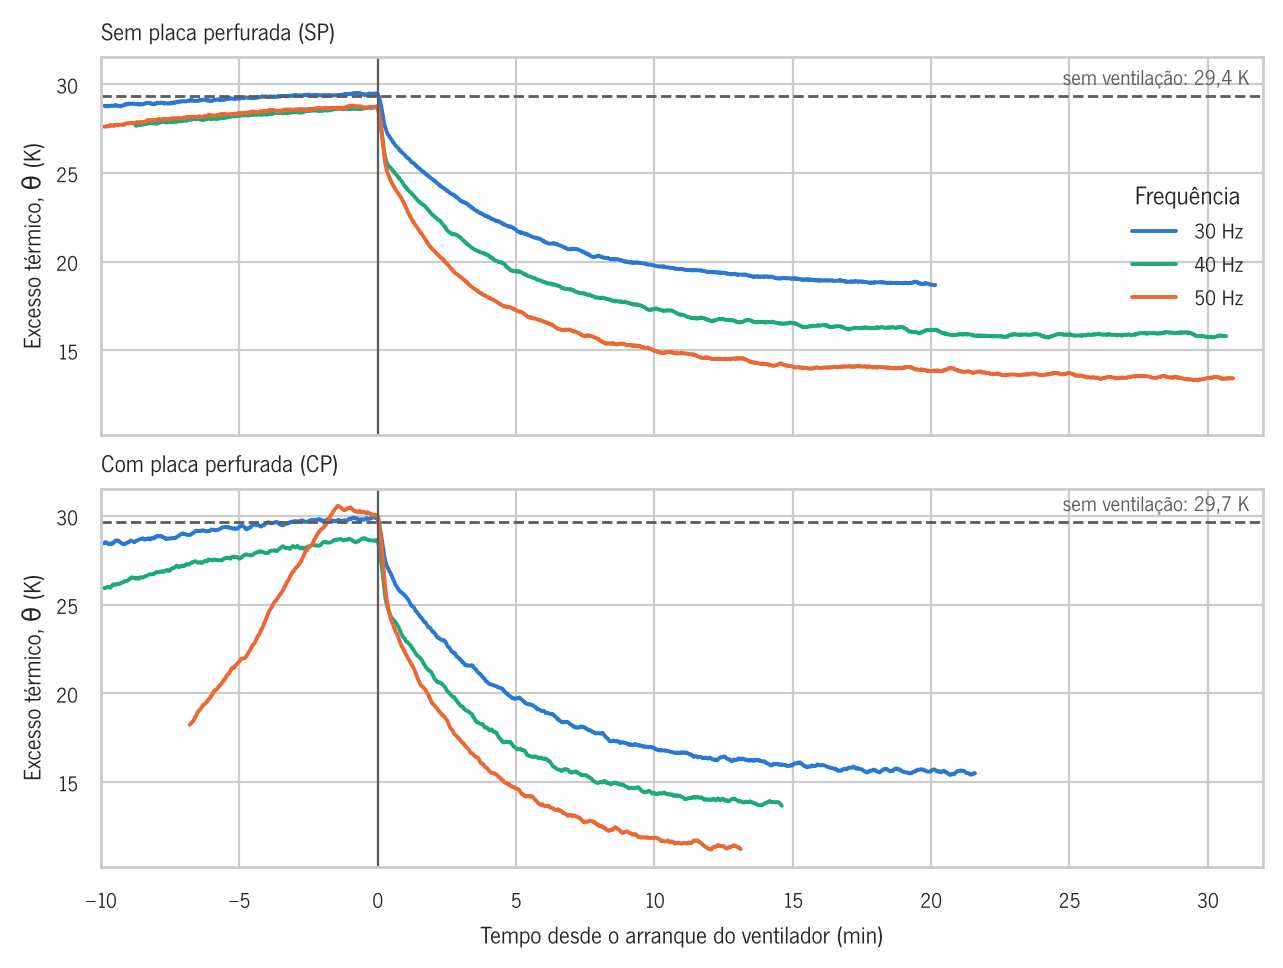 Sem placa perfurada (SP)
sem ventilação: 29,4 K
30
25
20
15
Excesso térmico, θ (K)
Frequência
30 Hz
40 Hz
50 Hz
Com placa perfurada (CP)
sem ventilação: 29,7 K
30
25
20
15
Excesso térmico, θ (K)
−10 −5 0 5 10 15 20 25 30
Tempo desde o arranque do ventilador (min)